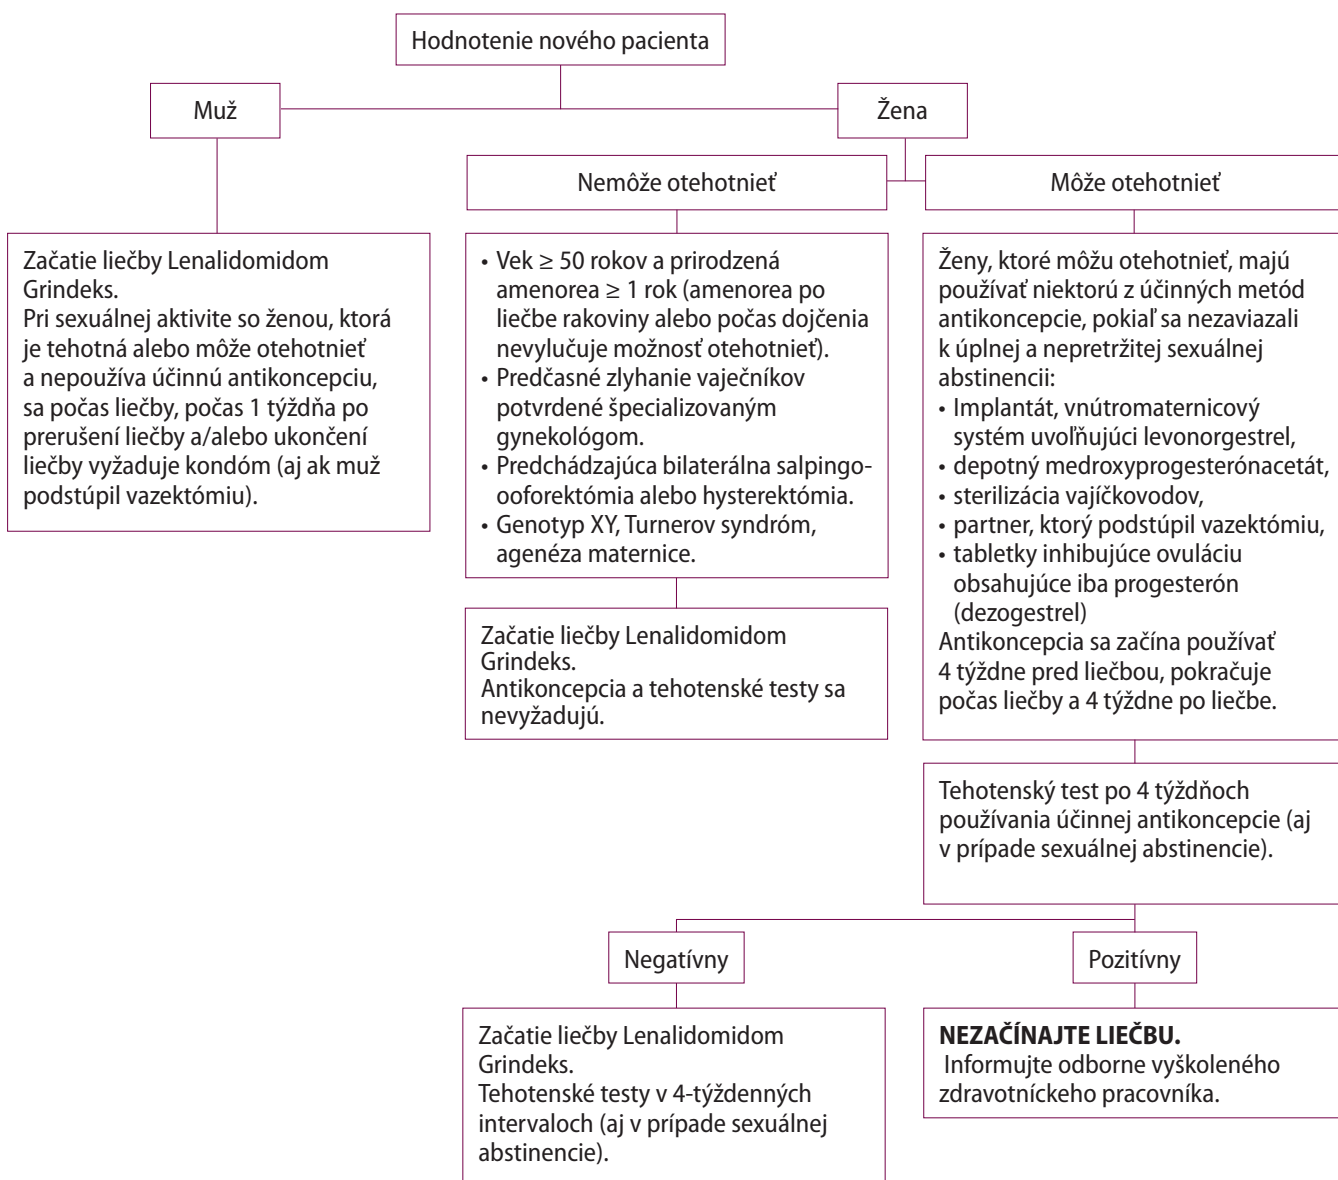 Hodnotenie nového pacienta
Muž
Žena
Nemôže otehotnieť
Môže otehotnieť
Začatie liečby Lenalidomidom
Grindeks.
Pri sexuálnej aktivite so ženou, ktorá
je tehotná alebo môže otehotnieť
a nepoužíva účinnú antikoncepciu,
sa počas liečby, počas 1 týždňa po
prerušení liečby a/alebo ukončení
liečby vyžaduje kondóm (aj ak muž
podstúpil vazektómiu).
• Vek ≥ 50 rokov a prirodzená
amenorea ≥ 1 rok (amenorea po
liečbe rakoviny alebo počas dojčenia
nevylučuje možnosť otehotnieť).
• Predčasné zlyhanie vaječníkov
potvrdené špecializovaným
gynekológom.
• Predchádzajúca bilaterálna salpingo-
ooforektómia alebo hysterektómia.
• Genotyp XY, Turnerov syndróm,
agenéza maternice.
Začatie liečby Lenalidomidom
Grindeks.
Antikoncepcia a tehotenské testy sa
nevyžadujú.
Ženy, ktoré môžu otehotnieť, majú
používať niektorú z účinných metód
antikoncepcie, pokiaľ sa nezaviazali
k úplnej a nepretržitej sexuálnej
abstinencii:
• Implantát, vnútromaternicový
systém uvoľňujúci levonorgestrel,
• depotný medroxyprogesterónacetát,
• sterilizácia vajíčkovodov,
• partner, ktorý podstúpil vazektómiu,
• tabletky inhibujúce ovuláciu
obsahujúce iba progesterón
(dezogestrel)
Antikoncepcia sa začína používať
4 týždne pred liečbou, pokračuje
počas liečby a 4 týždne po liečbe.
Tehotenský test po 4 týždňoch
používania účinnej antikoncepcie (aj
v prípade sexuálnej abstinencie).
Negatívny
Pozitívny
Začatie liečby Lenalidomidom
Grindeks.
Tehotenské testy v 4-týždenných
intervaloch (aj v prípade sexuálnej
abstinencie).
NEZAČÍNAJTE LIEČBU.
Informujte odborne vyškoleného
zdravotníckeho pracovníka.